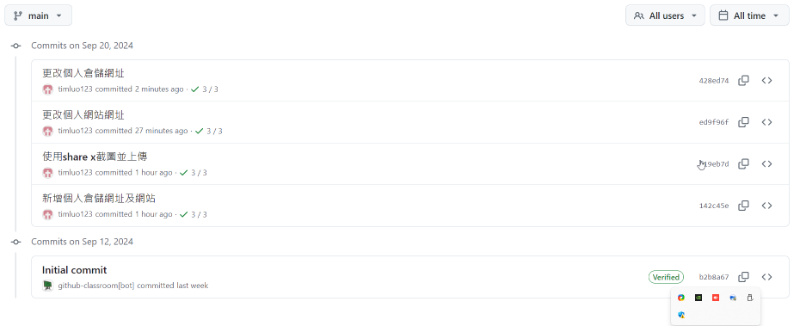 main
All users
All time
Commits on Sep 20, 2024
更改個人倉儲網址
timluo123 committed 2 minutes ago · 3 / 3
428ed74
更改個人網站網址
timluo123 committed 27 minutes ago · 3 / 3
ed9f96f
使用share x截圖並上傳
timluo123 committed 1 hour ago · 3 / 3
19eb7d
新增個人倉儲網址及網站
timluo123 committed 1 hour ago · 3 / 3
142c45e
Commits on Sep 12, 2024
Initial commit
github-classroom[bot] committed last week
Verified
b2b8a67